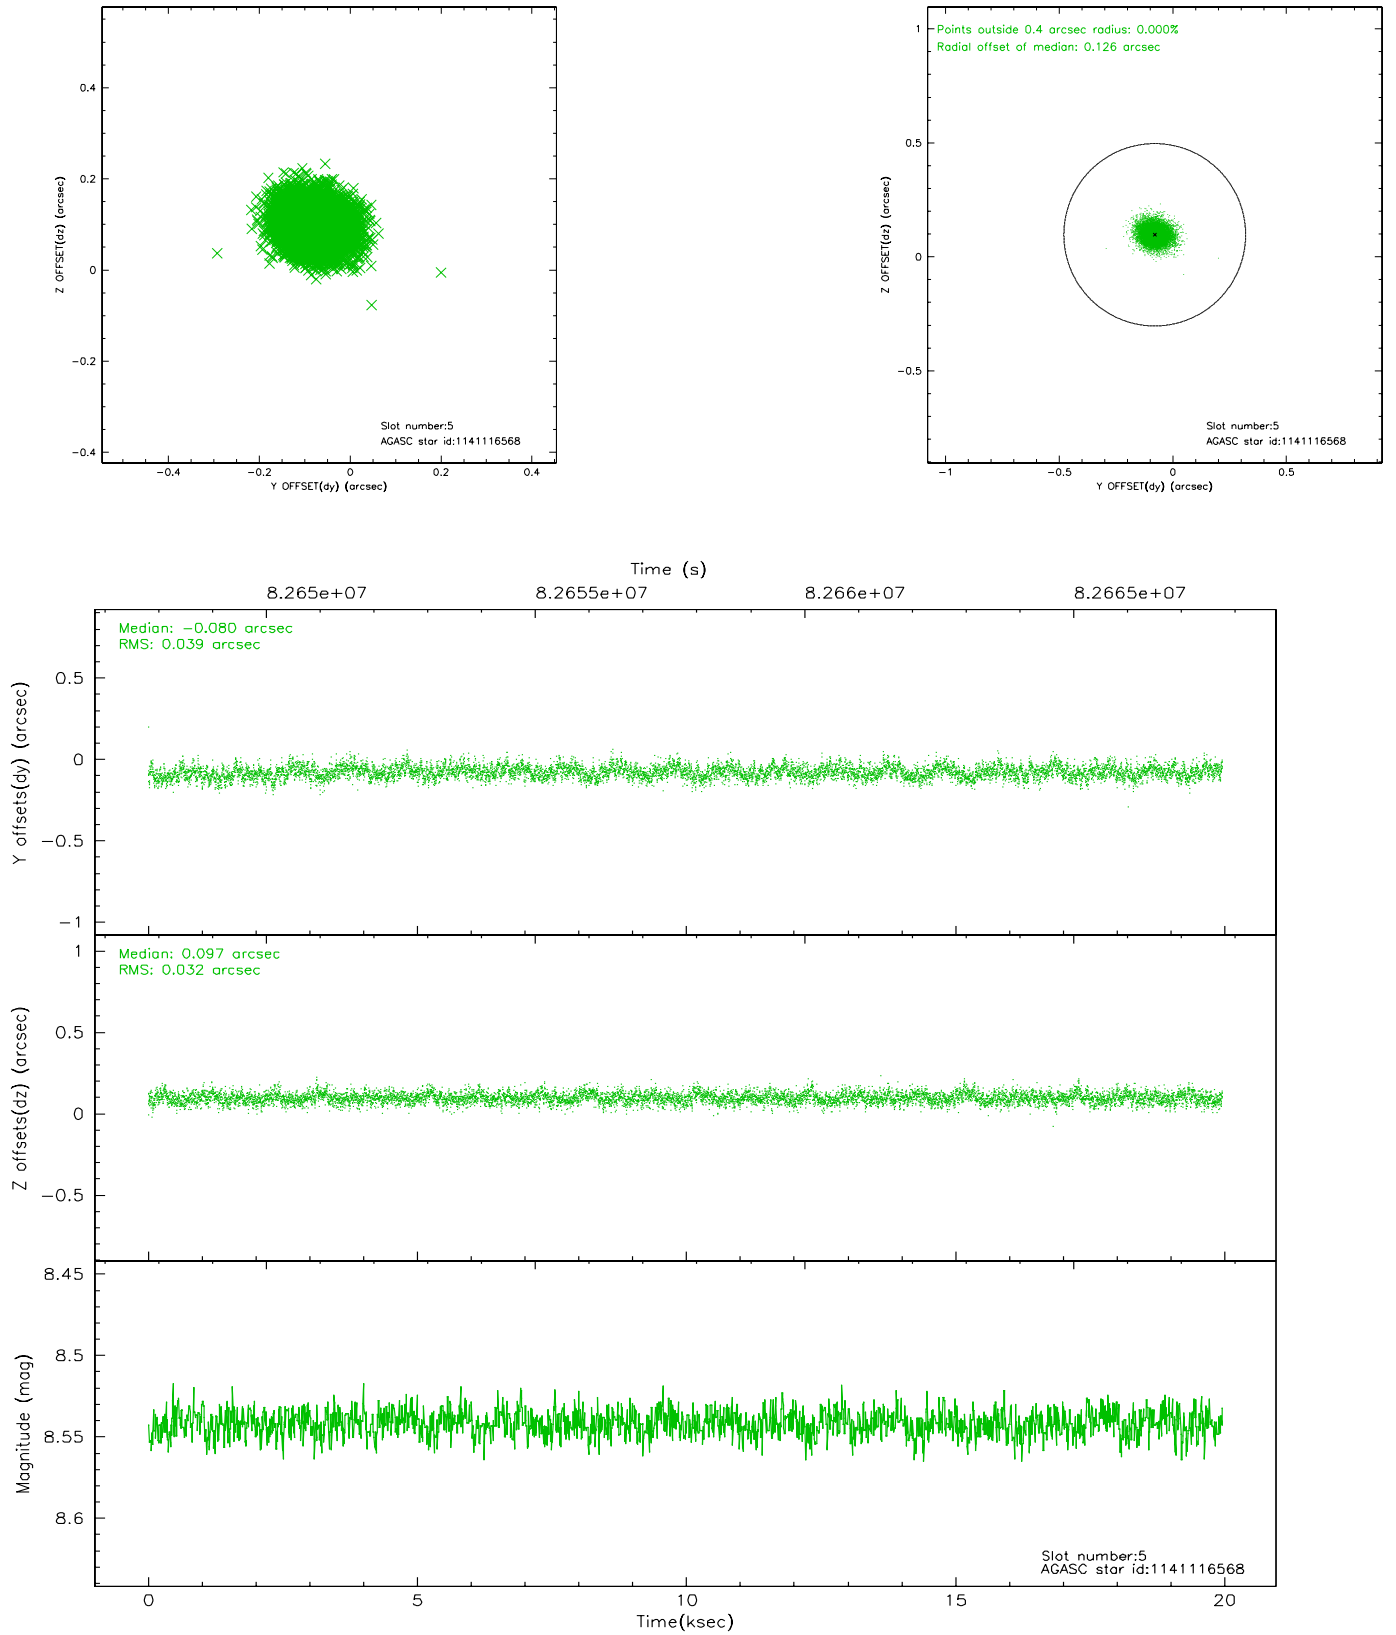 0.4
0.2
0
−0.2
−0.4
Z OFFSET(dz) (arcsec)
Slot number:5
AGASC star id:1141116568
−0.4 −0.2 0 0.2 0.4
Y OFFSET(dy) (arcsec)
Points outside 0.4 arcsec radius: 0.000%
Radial offset of median: 0.126 arcsec
1
0.5
0
−0.5
Z OFFSET(dz) (arcsec)
Slot number:5
AGASC star id:1141116568
−1 −0.5 0 0.5
Y OFFSET(dy) (arcsec)
Time (s)
8.265e+07 8.2655e+07 8.266e+07 8.2665e+07
Median: −0.080 arcsec
RMS: 0.039 arcsec
0.5
0
−0.5
−1
Y offsets(dy) (arcsec)
Median: 0.097 arcsec
RMS: 0.032 arcsec
1
0.5
0
−0.5
Z offsets(dz) (arcsec)
8.45
8.5
8.55
8.6
Magnitude (mag)
Slot number:5
AGASC star id:1141116568
0 5 10 15 20
Time(ksec)